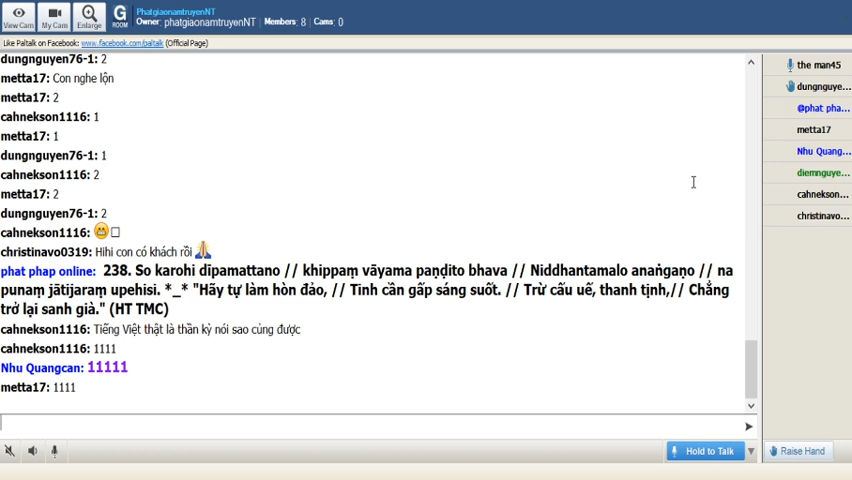 PhatgiaonamtruyenNT
Owner: phatgiaonamtruyenNT Members: 8 Cams: 0
View Cam My Cam Enlarge G ROOM
Like Paltalk on Facebook: www.facebook.com/paltalk (Official Page)
dungnguyen76-1: 2
metta17: Con nghe lộn
metta17: 2
cahnekson1116: 1
metta17: 1
dungnguyen76-1: 1
cahnekson1116: 2
metta17: 2
dungnguyen76-1: 2
cahnekson1116: 😁
christinavo0319: Hihi con có khách rồi 🙏
phat phap online: 238. So karohi dīpamattano // khippaṃ vāyama paṇḍito bhava // Niddhantamalo anaṅgaṇo // na
punaṃ jātijaraṃ upehisi. *_* "Hãy tự làm hòn đảo, // Tinh cần gấp sáng suốt. // Trừ cấu uế, thanh tịnh,// Chẳng
trở lại sanh già." (HT TMC)
cahnekson1116: Tiếng Việt thật là thần kỳ nói sao củng được
cahnekson1116: 1111
Nhu Quangcan: 11111
metta17: 1111
the man45
dungnguye...
@phat pha...
metta17
Nhu Quang...
diemnguye...
cahnekson...
christinavo...
Hold to Talk
Raise Hand